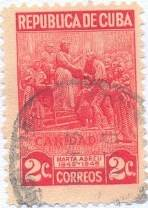 REPUBLICA DE CUBA
CARIDAD
MARTA ABREU
1845-1945
2c. CORREOS 2c.